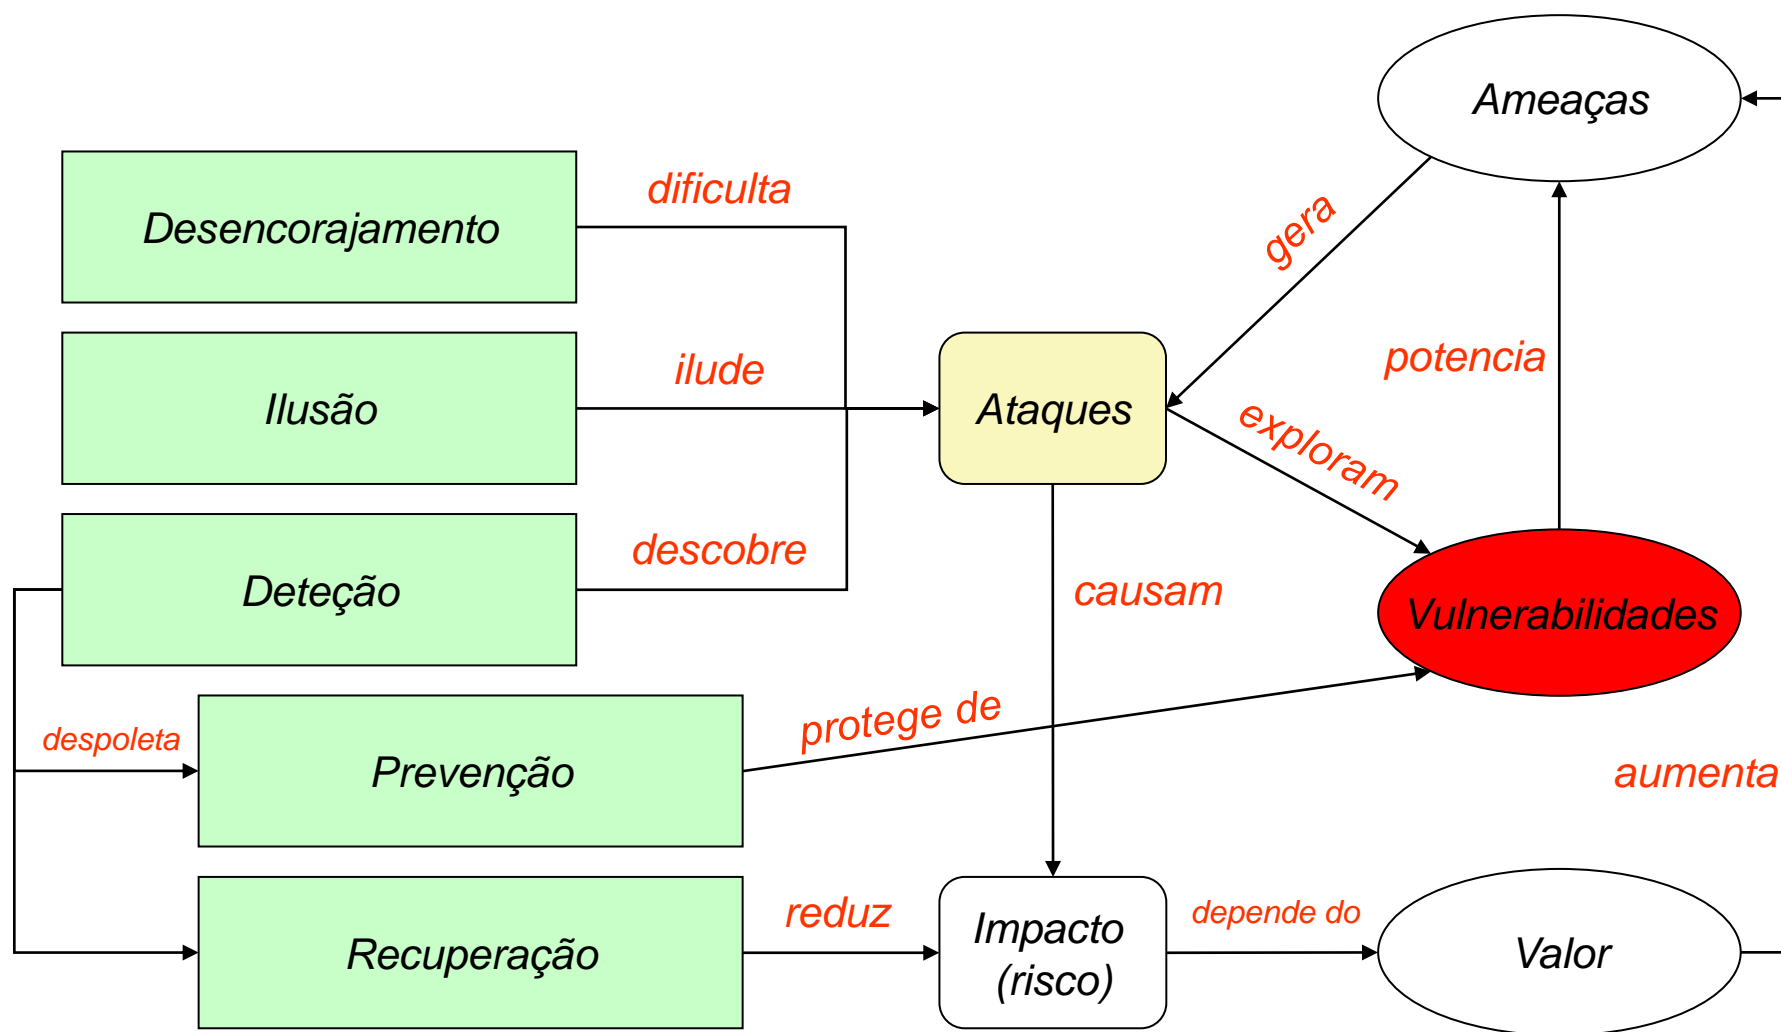 Ameaças
Desencorajamento
dificulta
gera
Ilusão
ilude
Ataques
potencia
exploram
Deteção
descobre
causam
Vulnerabilidades
despoleta
Prevenção
protege de
aumenta
Recuperação
reduz
Impacto
(risco)
depende do
Valor